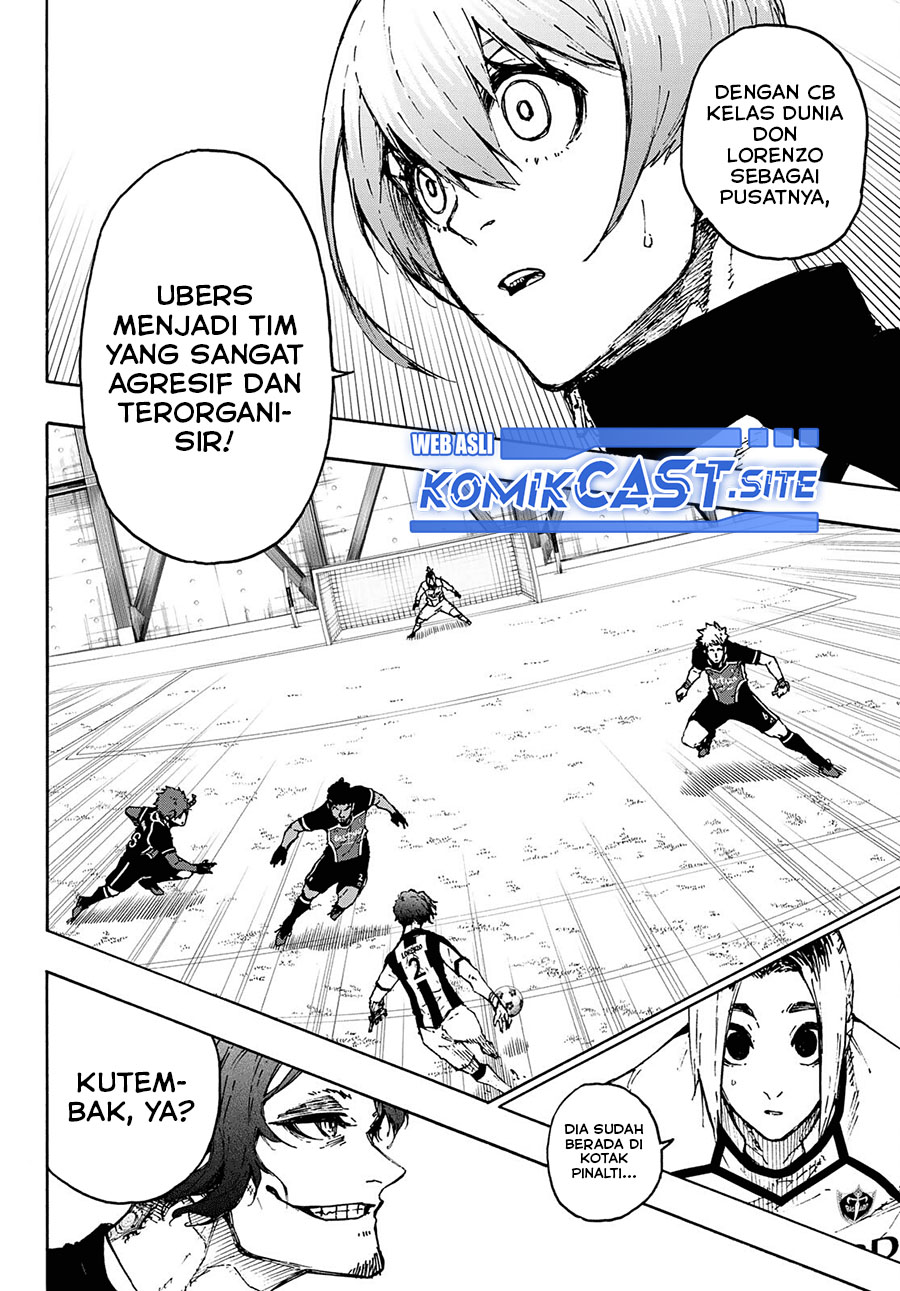 DENGAN CB
KELAS DUNIA
DON
LORENZO
SEBAGAI
PUSATNYA,
UBERS
MENJADI TIM
YANG SANGAT
AGRESIF DAN
TERORGANI-
SIR!
WEB ASLI
KOMIKCAST.SITE
2
DIA SUDAH
BERADA DI
KOTAK
PINALTI...
KUTEM-
BAK, YA?